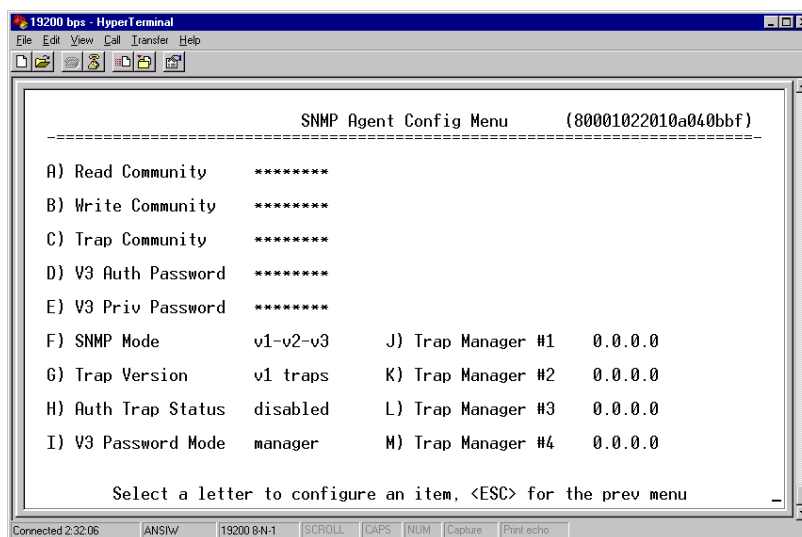 19200 bps - HyperTerminal
File Edit View Call Transfer Help
SNMP Agent Config Menu (80001022010a040bbf)
-===========================================================================-
A) Read Community ********
B) Write Community ********
C) Trap Community ********
D) V3 Auth Password ********
E) V3 Priv Password ********
F) SNMP Mode v1-v2-v3 J) Trap Manager #1 0.0.0.0
G) Trap Version v1 traps K) Trap Manager #2 0.0.0.0
H) Auth Trap Status disabled L) Trap Manager #3 0.0.0.0
I) V3 Password Mode manager M) Trap Manager #4 0.0.0.0
Select a letter to configure an item, <ESC> for the prev menu
Connected 2:32:06 ANSIW 19200 8-N-1 SCROLL CAPS NUM Capture Print echo